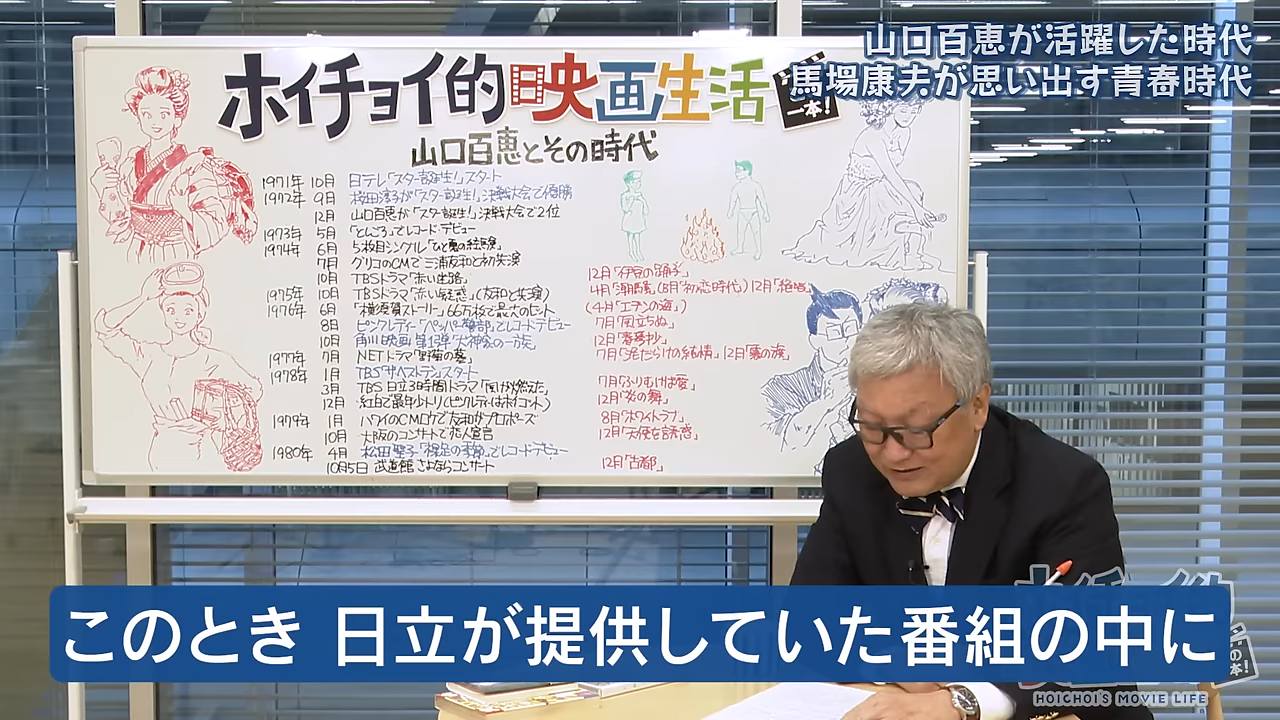 山口百恵が活躍した時代
馬場康夫が思い出す青春時代
ホイチョイ的映画生活
一本!
山口百恵とその時代
1971年 10月 日テレ「スター誕生!」スタート
1972年 9月 桜田淳子が「スター誕生!」決戦大会で優勝
12月 山口百恵が「スター誕生!」決戦大会で2位
1973年 5月 「としごろ」でレコードデビュー
1974年 6月 5枚目シングル「ひと夏の経験」
7月 グリコのCMで三浦友和と初共演
10月 TBSドラマ「赤い迷路」 12月「伊豆の踊子」
1975年 10月 TBSドラマ「赤い疑惑」(友和と共演) 4月「潮騒」(8月「初恋時代」) 12月「絶唱」
1976年 6月 「横須賀ストーリー」66万枚で最大のヒット (4月「エデンの海」)
8月 ピンクレディー「ペッパー警部」でレコードデビュー 7月「風立ちぬ」
10月 角川映画 第1弾「犬神家の一族」 12月「春琴抄」
1977年 7月 NETドラマ「野菊の墓」 7月「泥だらけの純情」 12月「霧の旗」
1978年 1月 TBS「ザ・ベストテン」スタート
3月 TBS 日立3時間ドラマ「風が燃えた」 7月「ふりむけば愛」
12月 紅白で最年少トリ(ピンクレディーはボイコット) 12月「炎の舞」
1979年 1月 ハワイのCMロケで友和がプロポーズ 8月「ホワイト・ラブ」
10月 大阪のコンサートで恋人宣言 12月「天使を誘惑」
1980年 4月 松田聖子「裸足の季節」でレコードデビュー
10月5日 武道館 さよならコンサート 12月「古都」
このとき 日立が提供していた番組の中に
HOICHOI'S MOVIE LIFE